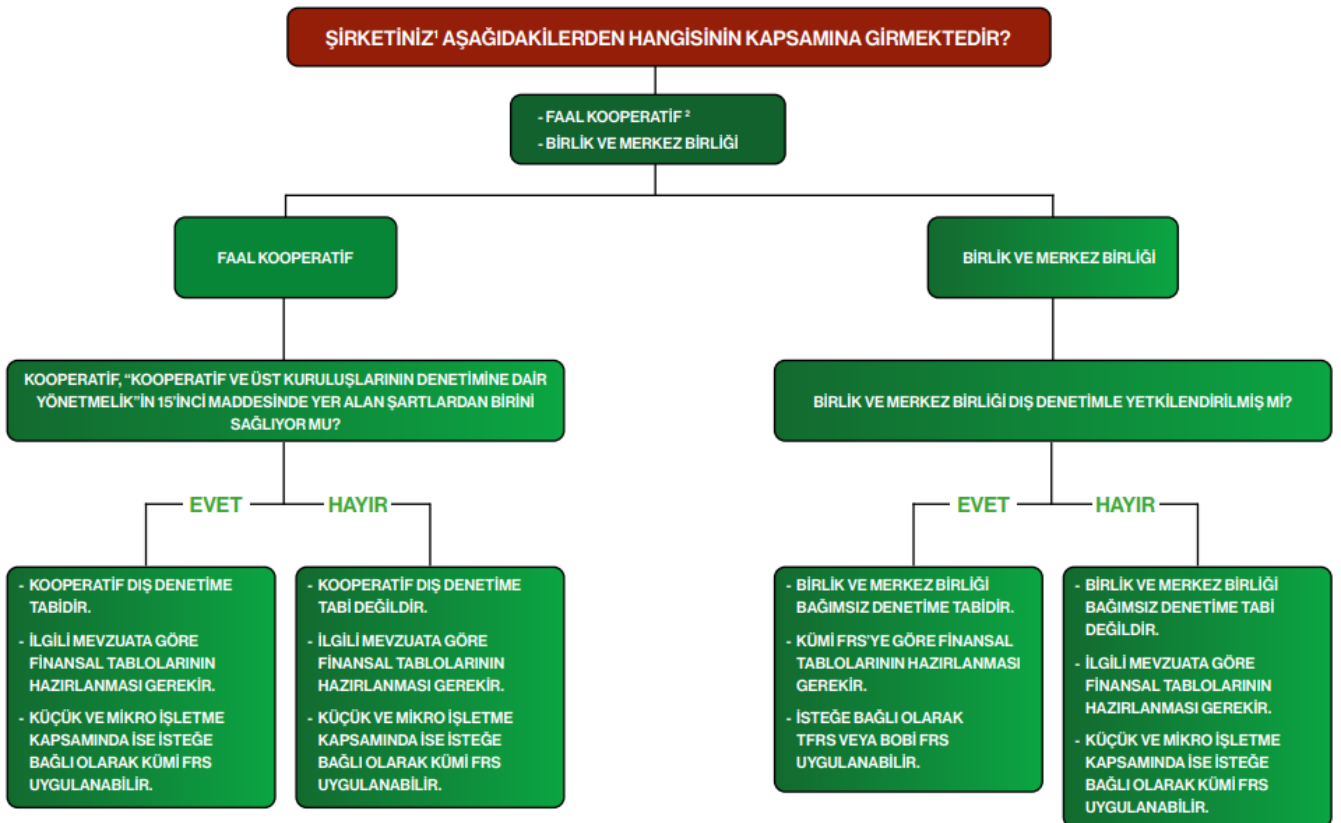 ŞİRKETİNİZ¹ AŞAĞIDAKİLERDEN HANGİSİNİN KAPSAMINA GİRMEKTEDİR?
- FAAL KOOPERATİF ²
- BİRLİK VE MERKEZ BİRLİĞİ
FAAL KOOPERATİF
BİRLİK VE MERKEZ BİRLİĞİ
KOOPERATİF, “KOOPERATİF VE ÜST KURULUŞLARININ DENETİMİNE DAİR
YÖNETMELİK”İN 15’İNCİ MADDESİNDE YER ALAN ŞARTLARDAN BİRİNİ
SAĞLIYOR MU?
BİRLİK VE MERKEZ BİRLİĞİ DIŞ DENETİMLE YETKİLENDİRİLMİŞ Mİ?
EVET
HAYIR
EVET
HAYIR
- KOOPERATİF DIŞ DENETİME
TABİDİR.
- İLGİLİ MEVZUATA GÖRE
FİNANSAL TABLOLARININ
HAZIRLANMASI GEREKİR.
- KÜÇÜK VE MİKRO İŞLETME
KAPSAMINDA İSE İSTEĞE
BAĞLI OLARAK KÜMİ FRS
UYGULANABİLİR.
- KOOPERATİF DIŞ DENETİME
TABİ DEĞİLDİR.
- İLGİLİ MEVZUATA GÖRE
FİNANSAL TABLOLARININ
HAZIRLANMASI GEREKİR.
- KÜÇÜK VE MİKRO İŞLETME
KAPSAMINDA İSE İSTEĞE
BAĞLI OLARAK KÜMİ FRS
UYGULANABİLİR.
- BİRLİK VE MERKEZ BİRLİĞİ
BAĞIMSIZ DENETİME TABİDİR.
- KÜMİ FRS’YE GÖRE FİNANSAL
TABLOLARININ HAZIRLANMASI
GEREKİR.
- İSTEĞE BAĞLI OLARAK
TFRS VEYA BOBİ FRS
UYGULANABİLİR.
- BİRLİK VE MERKEZ BİRLİĞİ
BAĞIMSIZ DENETİME TABİ
DEĞİLDİR.
- İLGİLİ MEVZUATA GÖRE
FİNANSAL TABLOLARININ
HAZIRLANMASI GEREKİR.
- KÜÇÜK VE MİKRO İŞLETME
KAPSAMINDA İSE İSTEĞE
BAĞLI OLARAK KÜMİ FRS
UYGULANABİLİR.